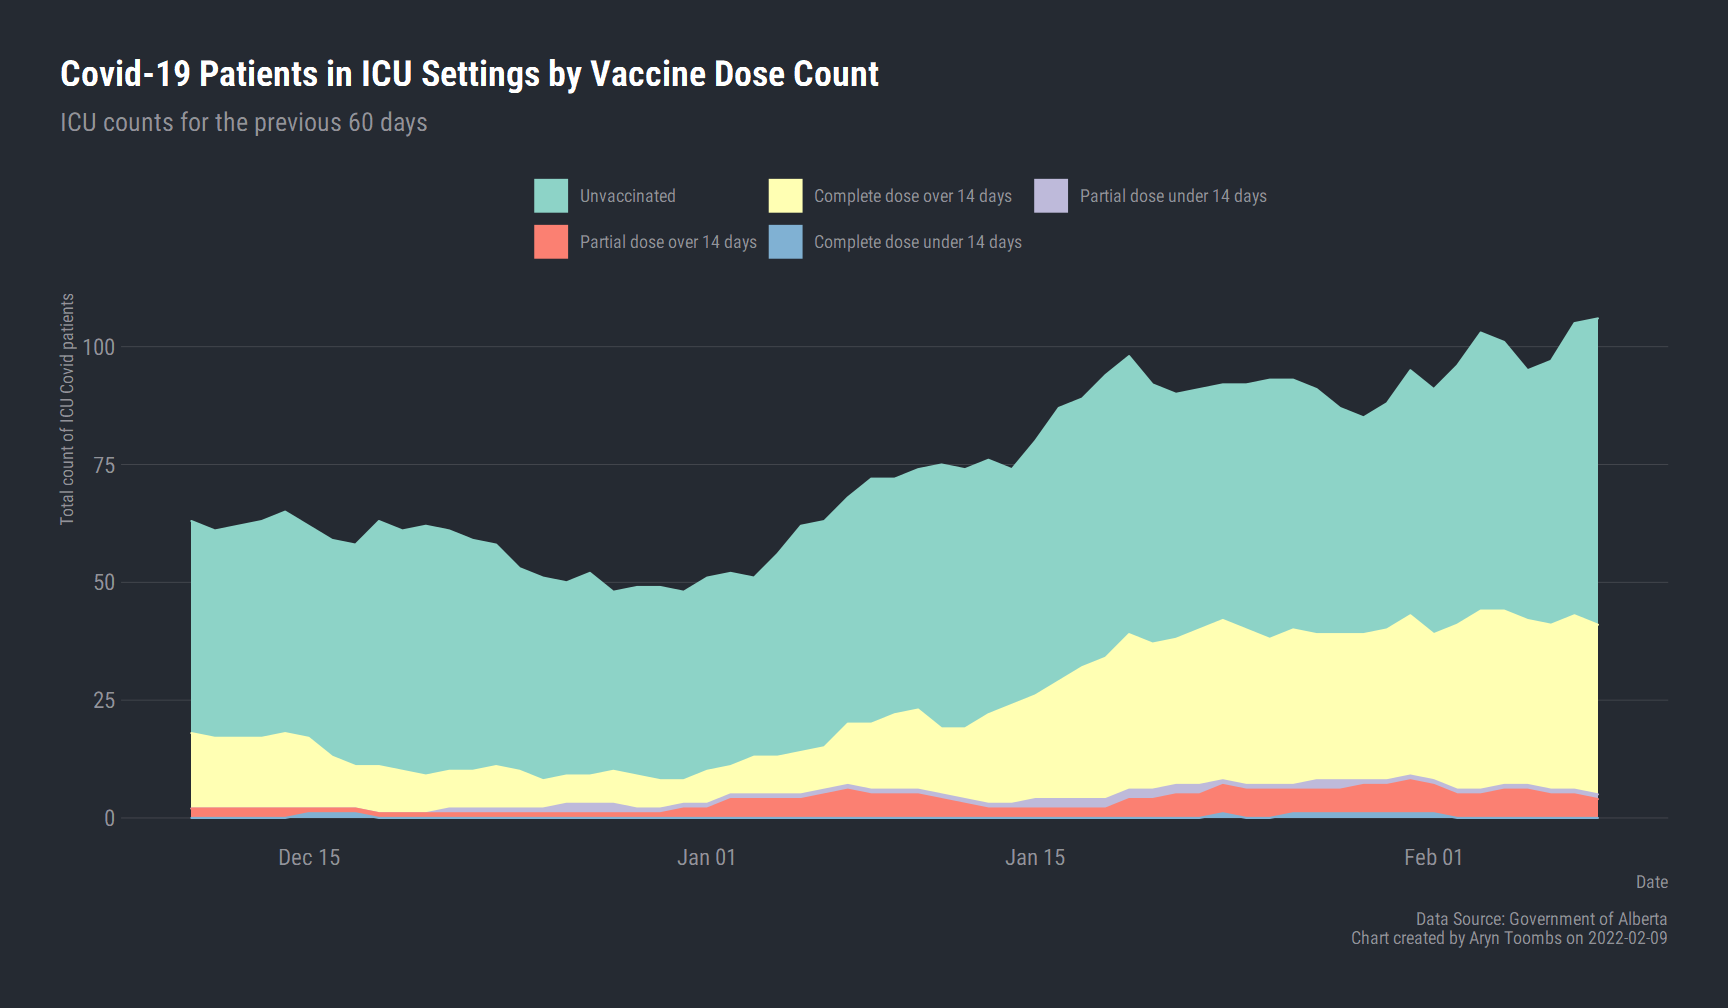 Covid-19 Patients in ICU Settings by Vaccine Dose Count
ICU counts for the previous 60 days
Unvaccinated
Complete dose over 14 days
Partial dose under 14 days
Partial dose over 14 days
Complete dose under 14 days
Total count of ICU Covid patients
100
75
50
25
0
Dec 15
Jan 01
Jan 15
Feb 01
Date
Data Source: Government of Alberta
Chart created by Aryn Toombs on 2022-02-09